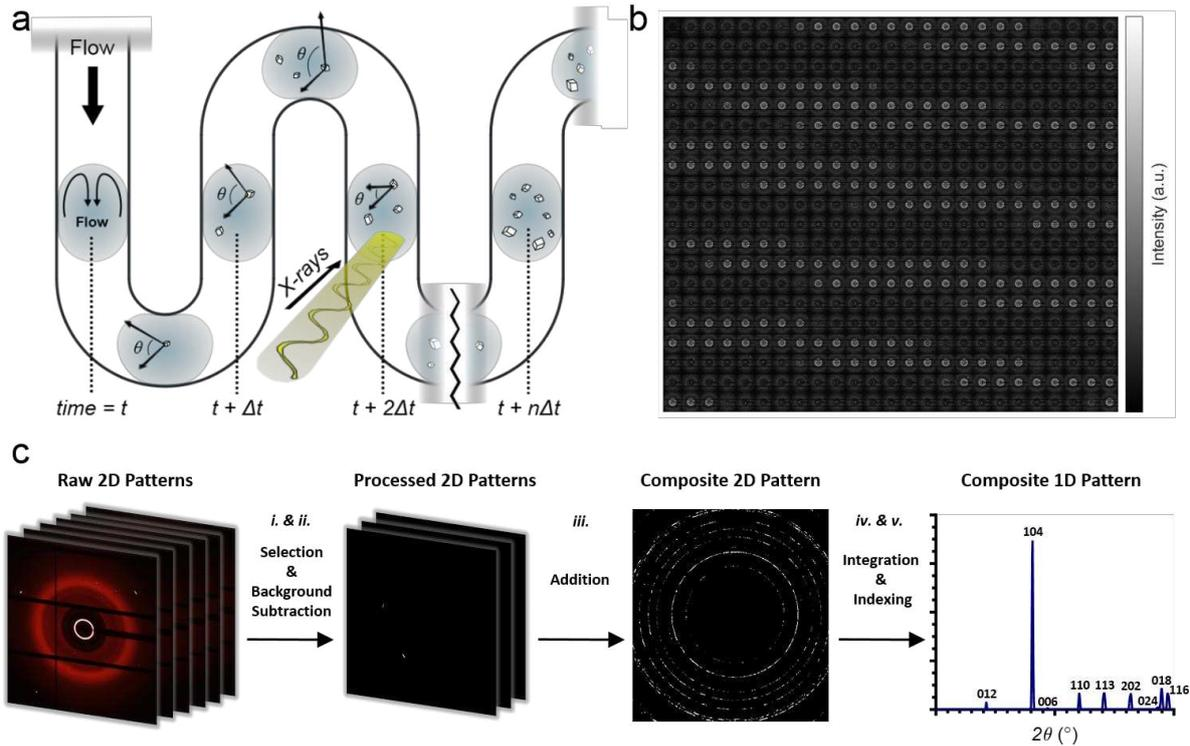 a
Flow
Flow
θ
θ
θ
θ
X-rays
time = t
t + Δt
t + 2Δt
t + nΔt
b
Intensity (a.u.)
c
Raw 2D Patterns
i. & ii.
Selection
&
Background
Subtraction
Processed 2D Patterns
iii.
Addition
Composite 2D Pattern
iv. & v.
Integration
&
Indexing
Composite 1D Pattern
104
012
006
110
113
202
024
018
116
2θ (°)